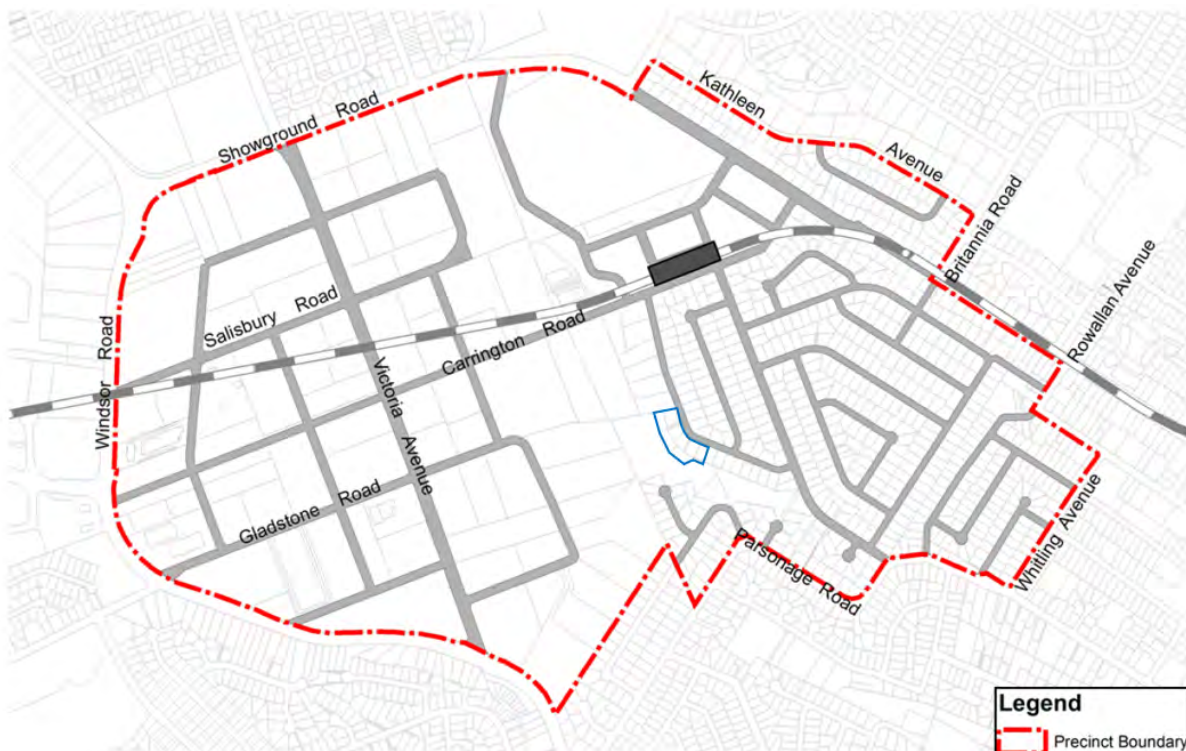 Kathleen
Avenue
Showground Road
Britannia Road
Rowallan Avenue
Salisbury Road
Windsor Road
Carrington Road
Victoria Avenue
Gladstone Road
Parsonage Road
Whitling Avenue
Legend
Precinct Boundary